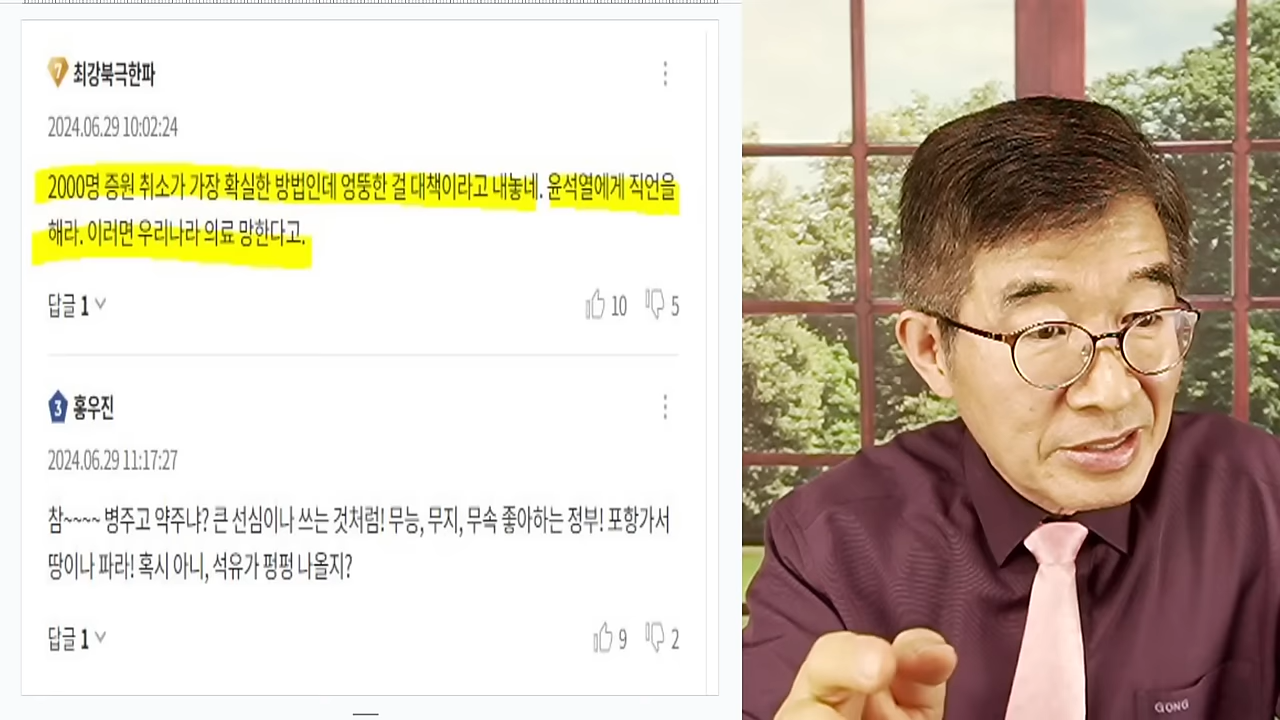 7 최강북극한파
2024.06.29 10:02:24
2000명 증원 취소가 가장 확실한 방법인데 엉뚱한 걸 대책이라고 내놓네. 윤석열에게 직언을
해라. 이러면 우리나라 의료 망한다고.
답글 1
10 5
3 홍우진
2024.06.29 11:17:27
참~~~~ 병주고 약주냐? 큰 선심이나 쓰는 것처럼! 무능, 무지, 무속 좋아하는 정부! 포항가서
땅이나 파라! 혹시 아니, 석유가 펑펑 나올지?
답글 1
9 2
GONG